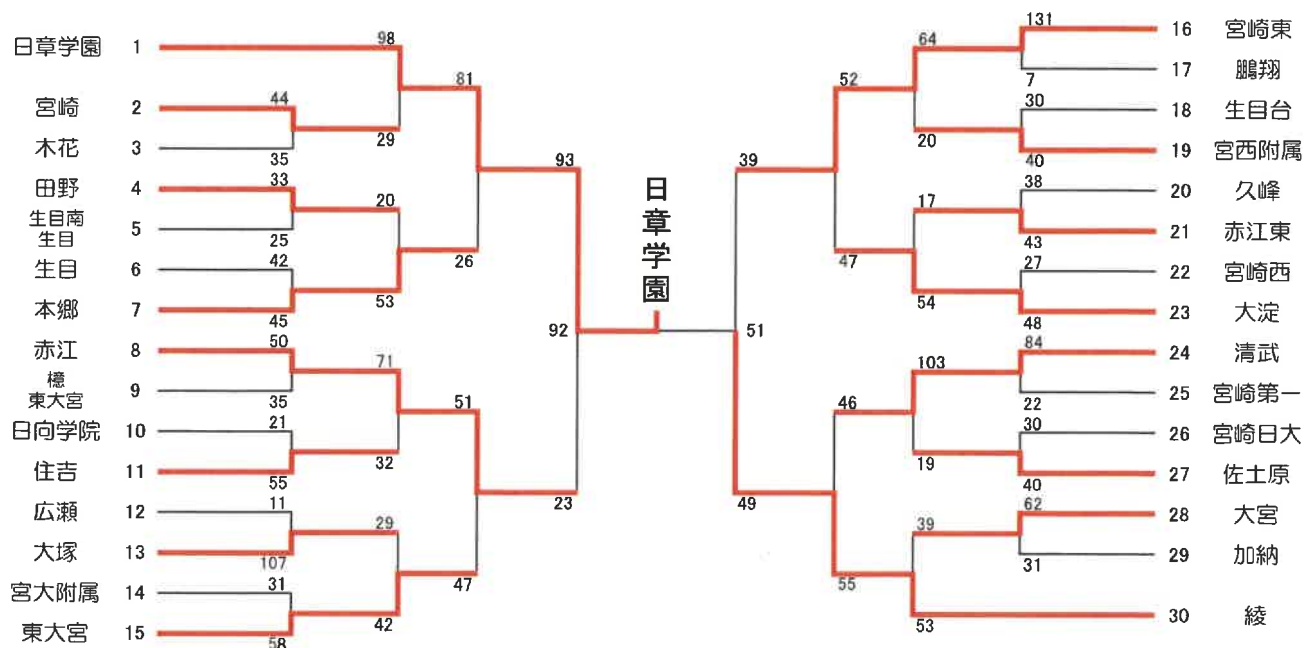 日章学園 1
宮崎 2
木花 3
田野 4
生目南
生目 5
生目 6
本郷 7
赤江 8
檍
東大宮 9
日向学院 10
住吉 11
広瀬 12
大塚 13
宮大附属 14
東大宮 15
44
35
33
25
42
45
50
35
21
55
11
107
31
58
98
29
20
53
71
32
29
42
81
26
51
47
93
23
92
日章学園
51
39
49
52
47
46
55
64
20
17
54
103
19
39
53
131
7
30
40
38
43
27
48
84
22
30
40
62
31
16 宮崎東
17 鵬翔
18 生目台
19 宮西附属
20 久峰
21 赤江東
22 宮崎西
23 大淀
24 清武
25 宮崎第一
26 宮崎日大
27 佐土原
28 大宮
29 加納
30 綾